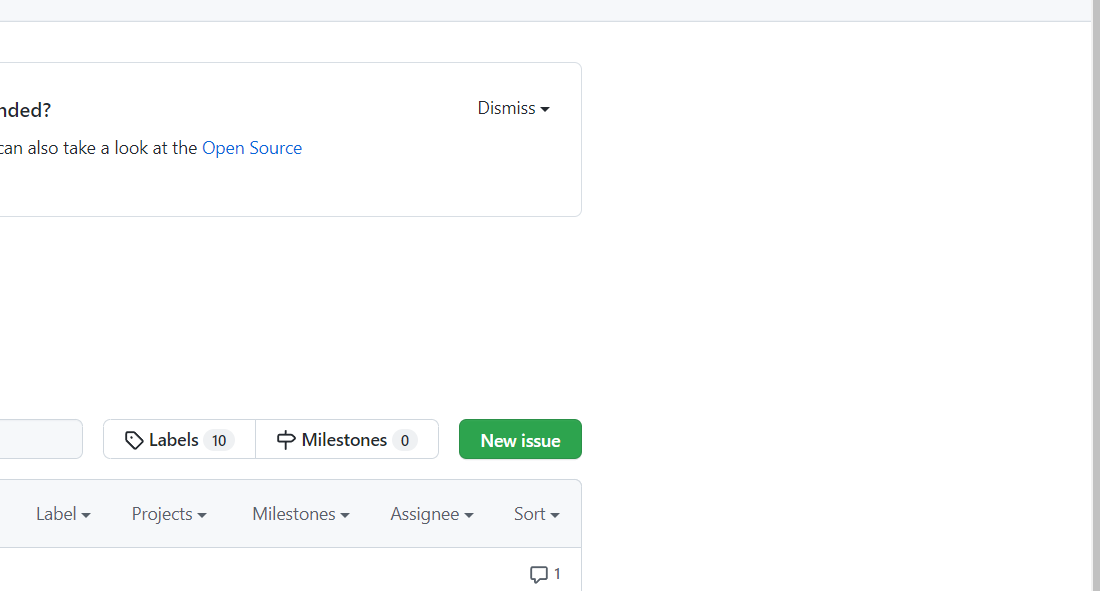 nded?
Dismiss
can also take a look at the Open Source
Labels 10 Milestones 0 New issue
Label Projects Milestones Assignee Sort
1